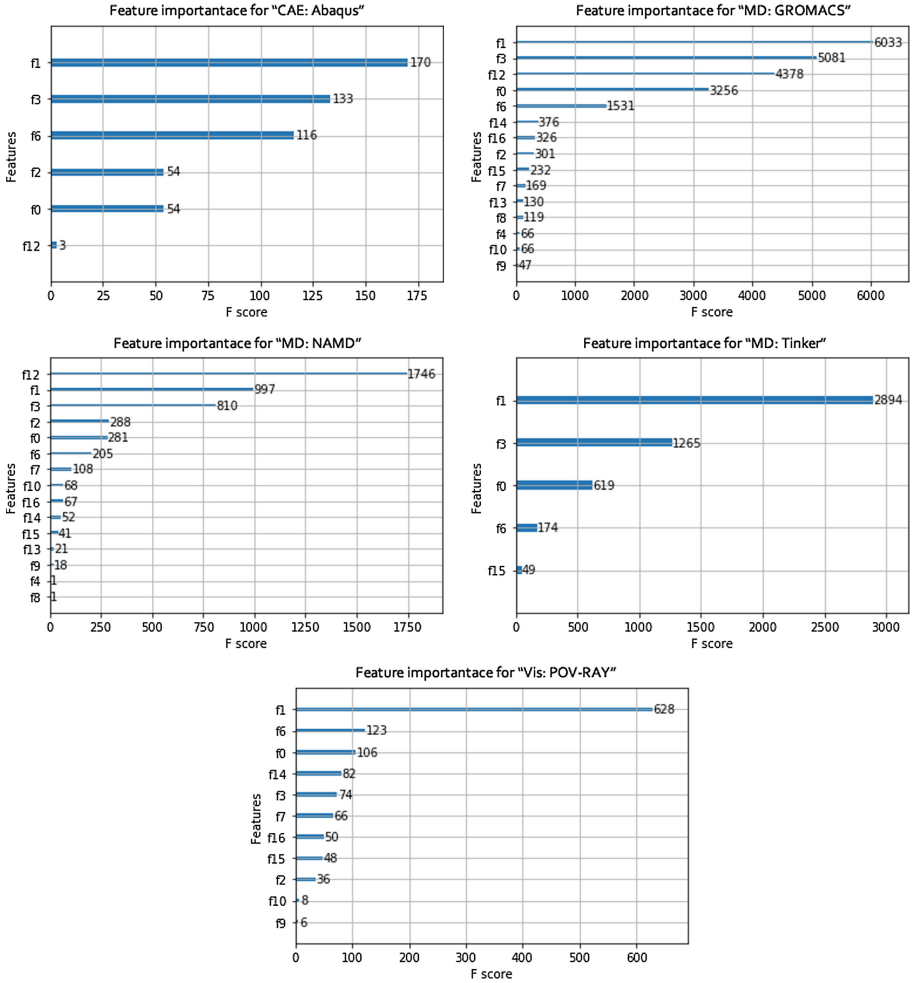 Feature importantace for “CAE: Abaqus”
f1
170
f3
133
f6
116
f2
54
f0
54
f12
3
Features
0 25 50 75 100 125 150 175
F score
Feature importantace for “MD: GROMACS”
f1
6033
f3
5081
f12
4378
f0
3256
f6
1531
f14
376
f16
326
f2
301
f15
232
f7
169
f13
130
f8
119
f4
66
f10
66
f9
47
Features
0 1000 2000 3000 4000 5000 6000
F score
Feature importantace for “MD: NAMD”
f12
1746
f1
997
f3
810
f2
288
f0
281
f6
205
f7
108
f10
68
f16
67
f14
52
f15
41
f13
21
f9
18
f4
1
f8
1
Features
0 250 500 750 1000 1250 1500 1750
F score
Feature importantace for “MD: Tinker”
f1
2894
f3
1265
f0
619
f6
174
f15
49
Features
0 500 1000 1500 2000 2500 3000
F score
Feature importantace for “Vis: POV-RAY”
f1
628
f6
123
f0
106
f14
82
f3
74
f7
66
f16
50
f15
48
f2
36
f10
8
f9
6
Features
0 100 200 300 400 500 600
F score